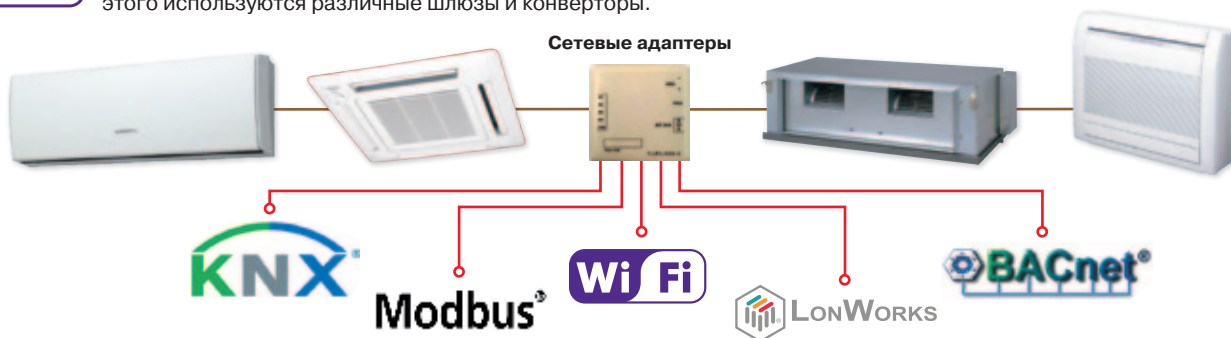 этого используются различные шлюзы и конверторы.
Сетевые адаптеры
KNX®
Modbus®
Wi Fi
LONWORKS
BACnet®